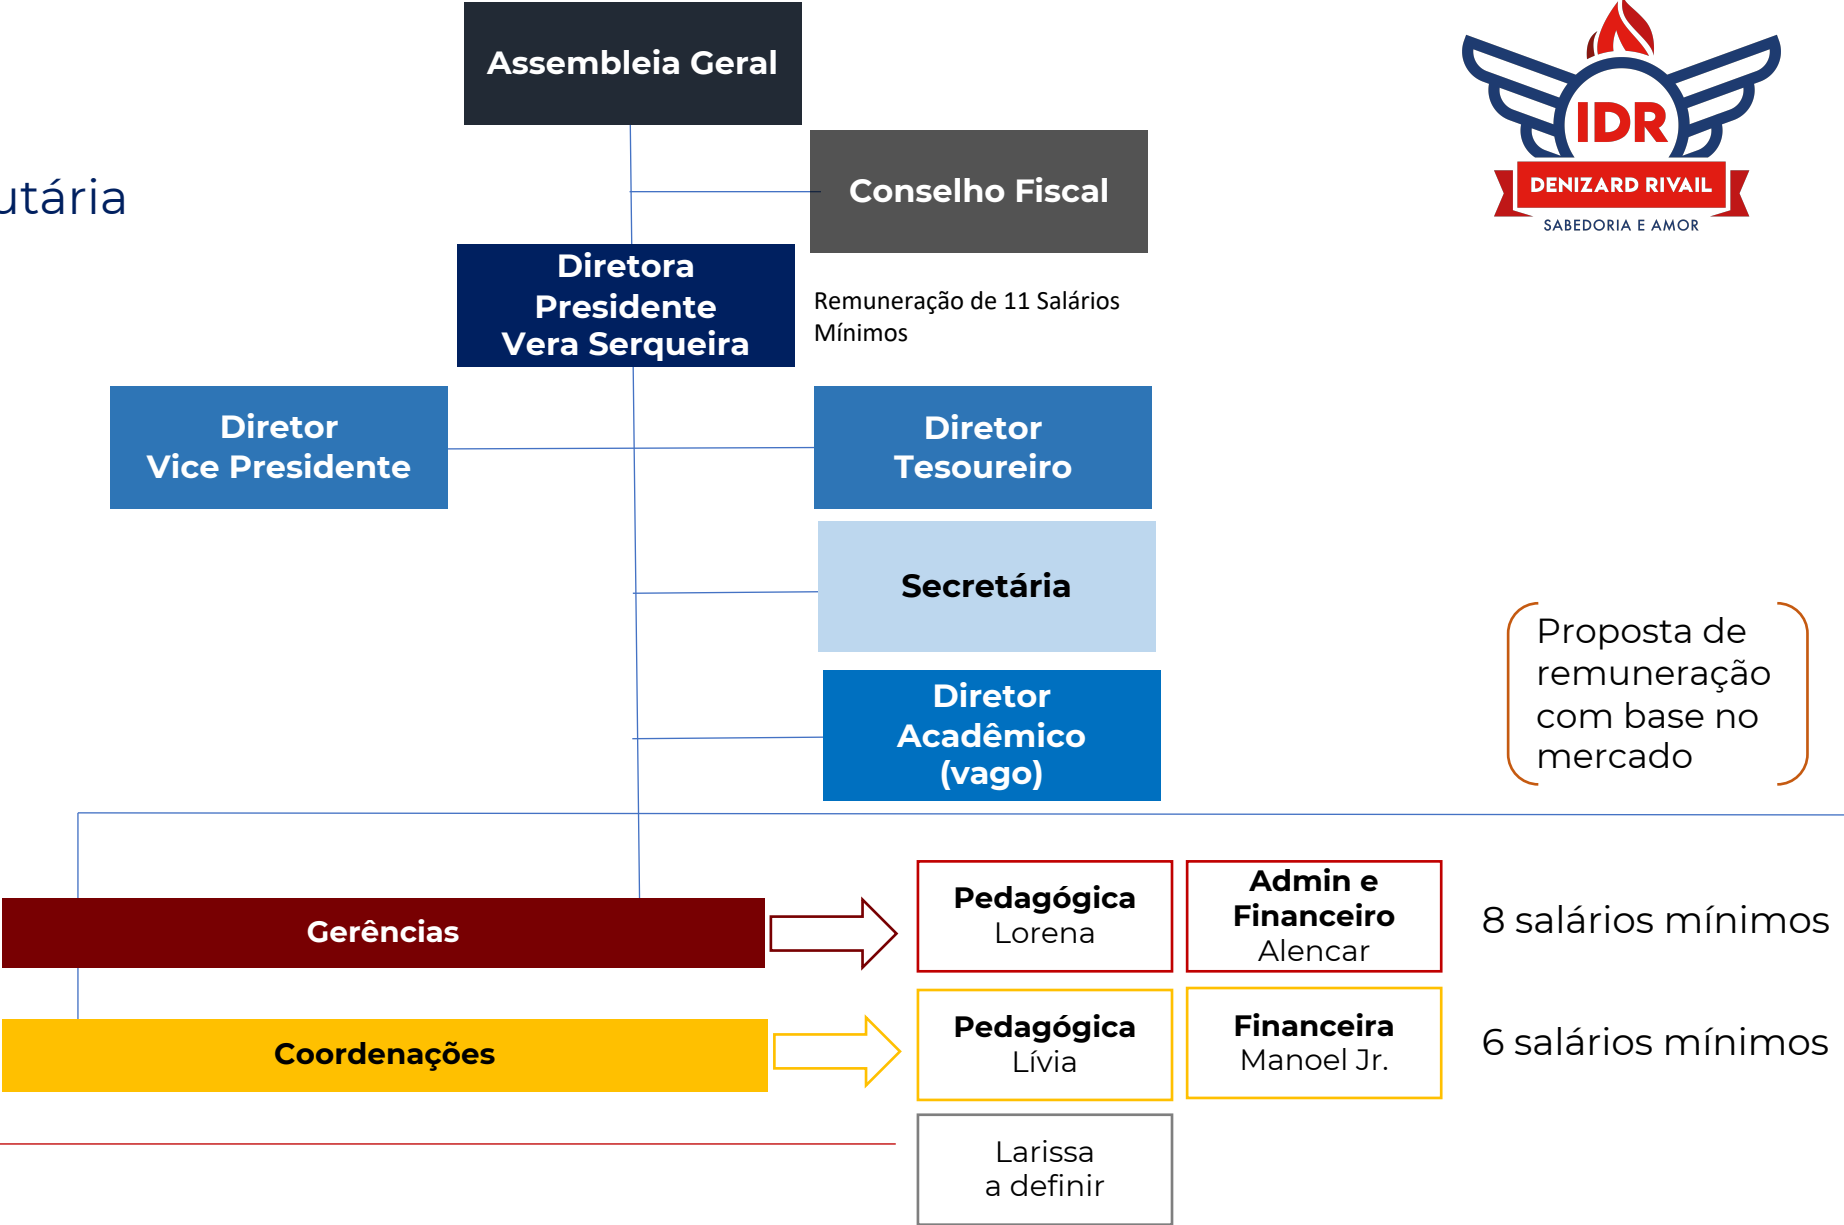 Assembleia Geral
IDR
DENIZARD RIVAIL
SABEDORIA E AMOR
Conselho Fiscal
utária
Diretora
Presidente
Vera Serqueira
Remuneração de 11 Salários
Mínimos
Diretor
Vice Presidente
Diretor
Tesoureiro
Secretária
Proposta de
remuneração
com base no
mercado
Diretor
Acadêmico
(vago)
Gerências
Pedagógica
Lorena
Admin e
Financeiro
Alencar
8 salários mínimos
Coordenações
Pedagógica
Lívia
Financeira
Manoel Jr.
6 salários mínimos
Larissa
a definir